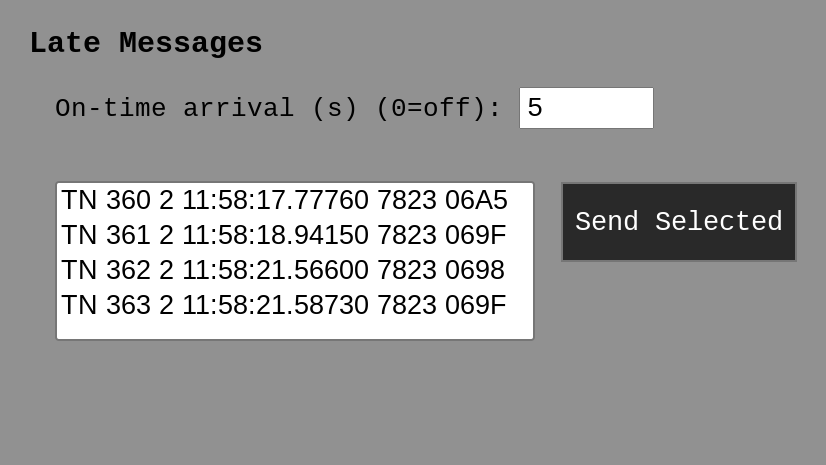 Late Messages
On-time arrival (s) (0=off): 5
TN 360 2 11:58:17.77760 7823 06A5
Send Selected
TN 361 2 11:58:18.94150 7823 069F
TN 362 2 11:58:21.56600 7823 0698
TN 363 2 11:58:21.58730 7823 069F